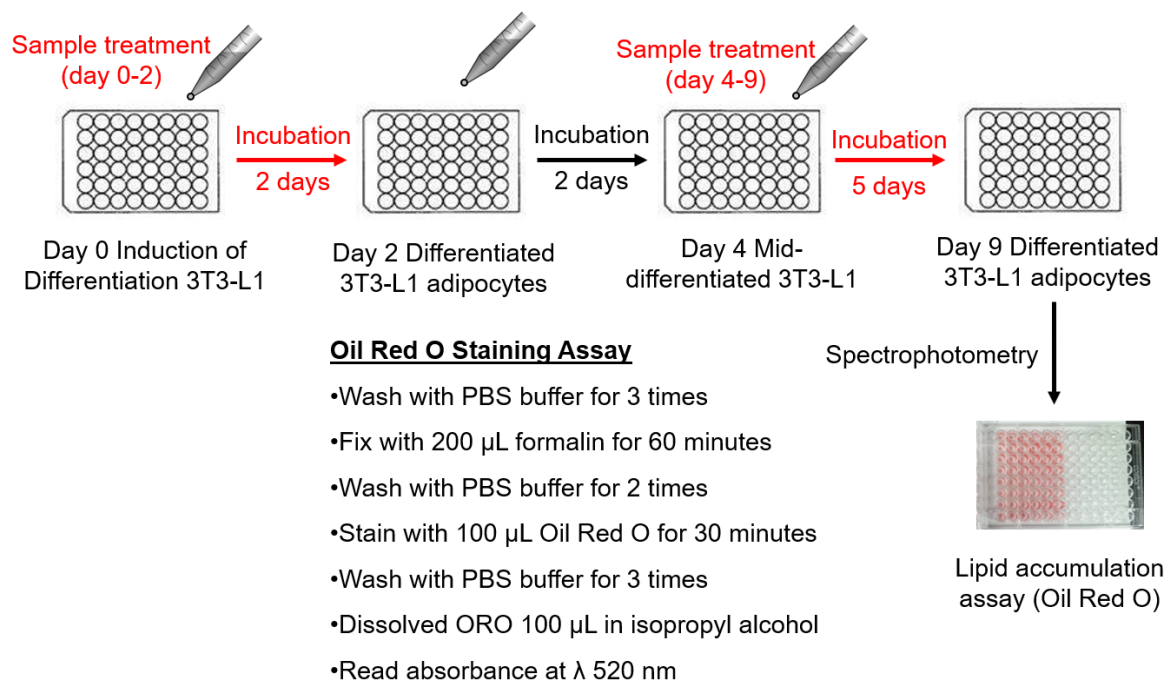 Sample treatment
(day 0-2)
Sample treatment
(day 4-9)
Incubation
2 days
Incubation
2 days
Incubation
5 days
Day 0 Induction of
Differentiation 3T3-L1
Day 2 Differentiated
3T3-L1 adipocytes
Day 4 Mid-
differentiated 3T3-L1
Day 9 Differentiated
3T3-L1 adipocytes
Spectrophotometry
Oil Red O Staining Assay
•Wash with PBS buffer for 3 times
•Fix with 200 µL formalin for 60 minutes
•Wash with PBS buffer for 2 times
•Stain with 100 µL Oil Red O for 30 minutes
•Wash with PBS buffer for 3 times
•Dissolved ORO 100 µL in isopropyl alcohol
•Read absorbance at λ 520 nm
Lipid accumulation
assay (Oil Red O)